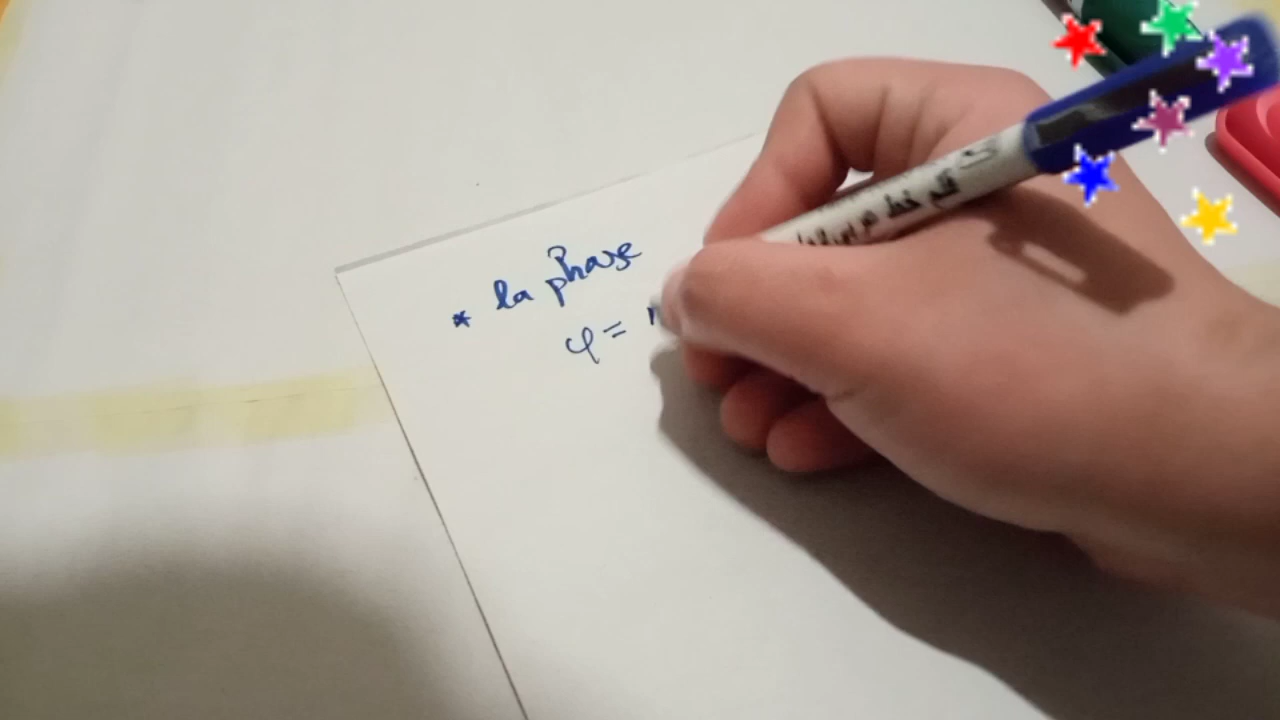 * la phase
φ =